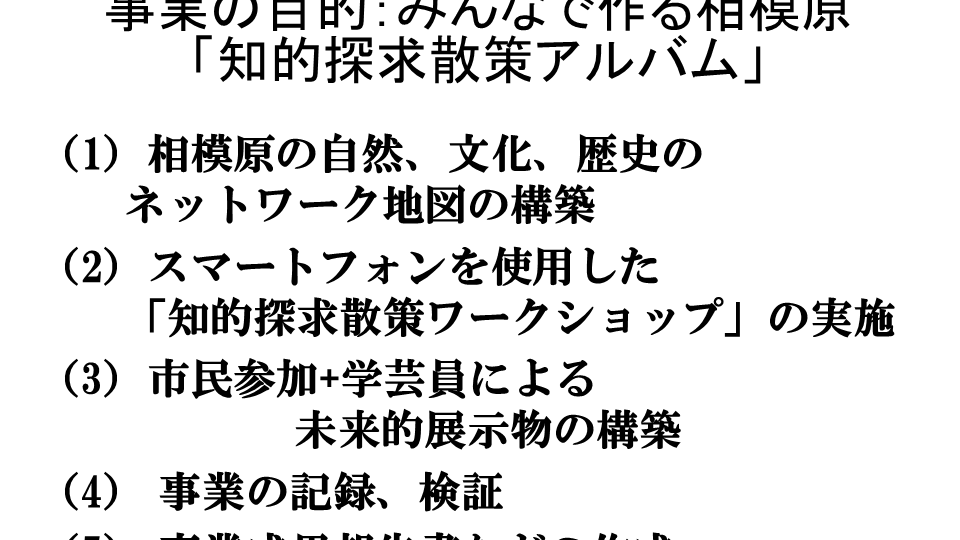 事業の目的：みんなで作る相模原
「知的探求散策アルバム」
（1）相模原の自然、文化、歴史の
ネットワーク地図の構築
（2）スマートフォンを使用した
「知的探求散策ワークショップ」の実施
（3）市民参加+学芸員による
未来的展示物の構築
（4） 事業の記録、検証